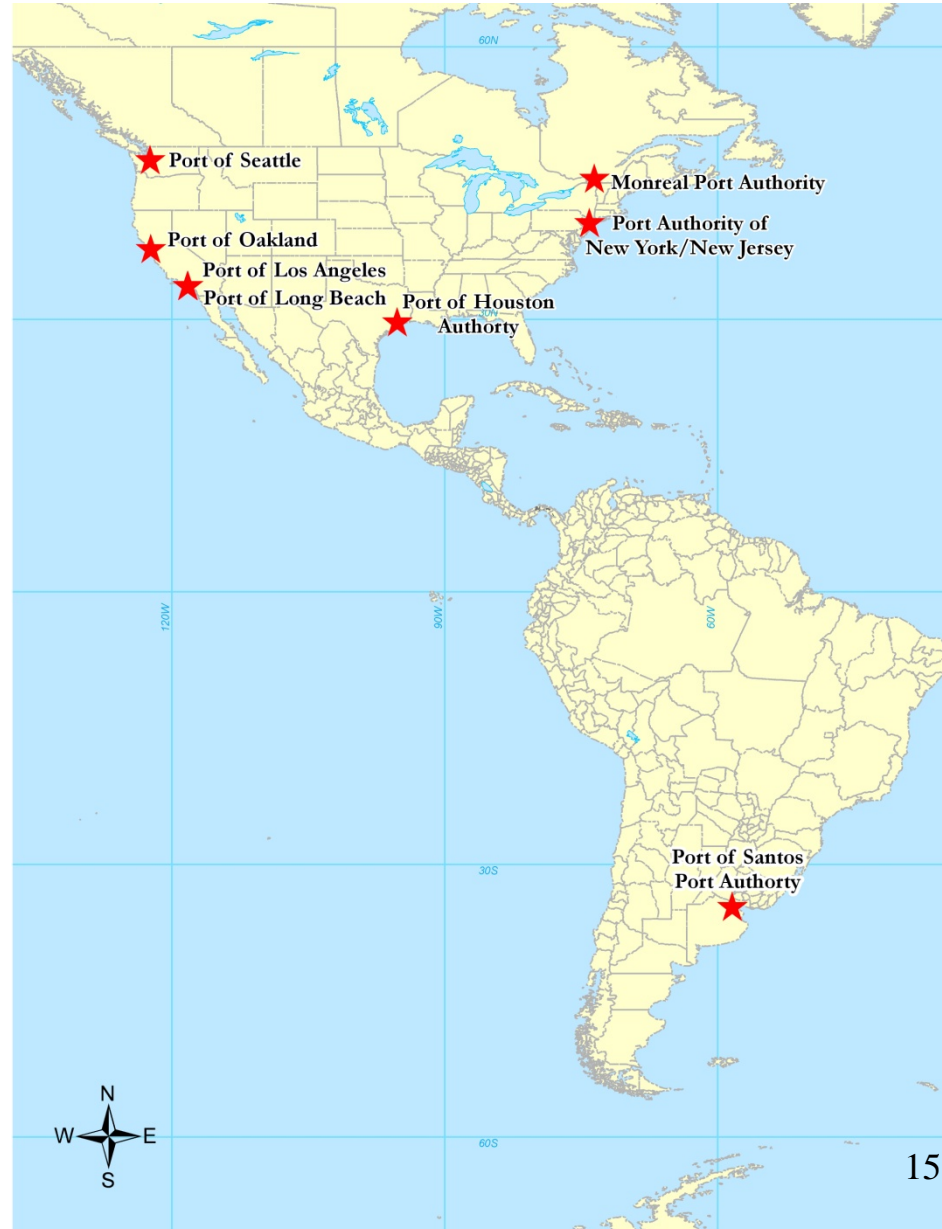 60N
Port of Seattle
Monreal Port Authority
Port Authority of
New York/New Jersey
Port of Oakland
Port of Los Angeles
Port of Long Beach
Port of Houston
Authorty
30N
120W
90W
60W
Port of Santos
Port Authorty
30S
N
W
E
S
60S
15